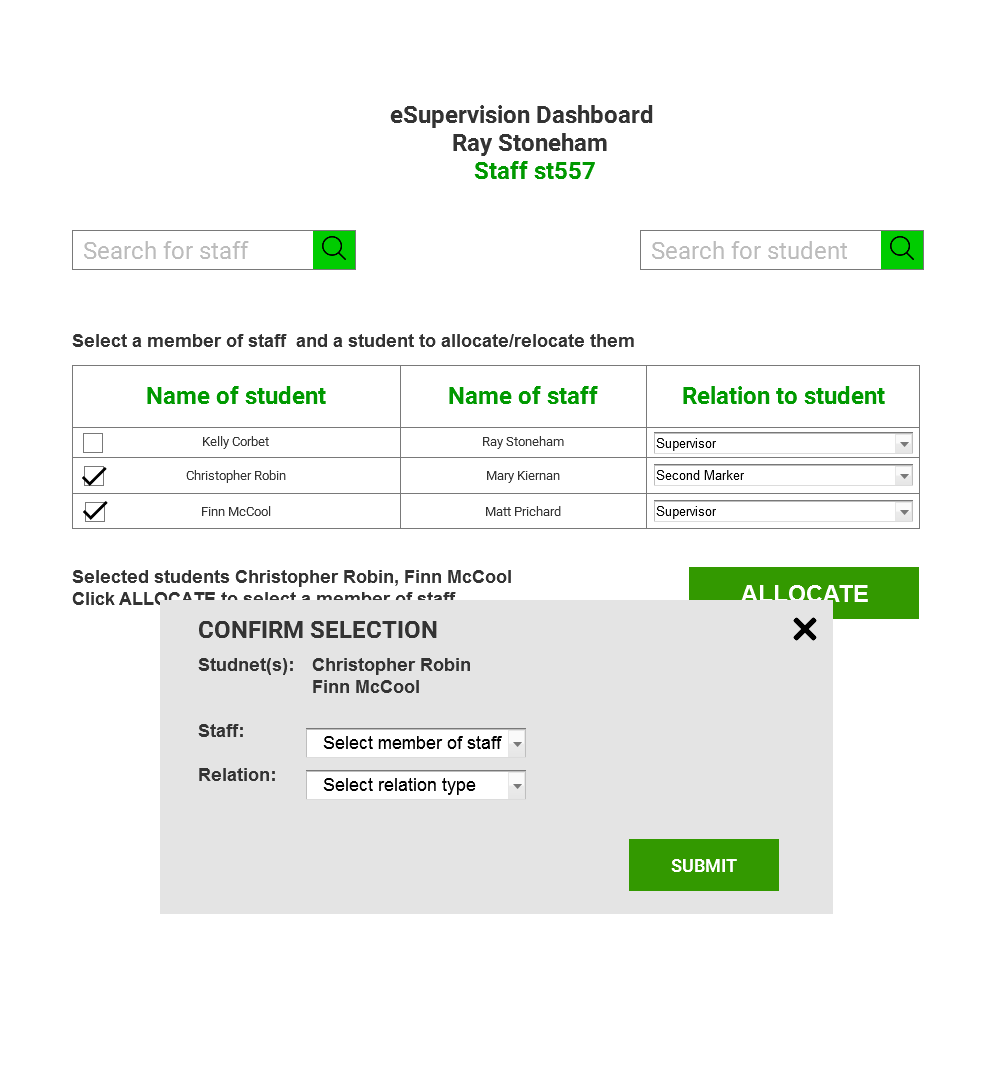 eSupervision Dashboard
Ray Stoneham
Staff st557
Search for staff
Search for student
Select a member of staff  and a student to allocate/relocate them
Name of student Name of staff Relation to student
Kelly Corbet Ray Stoneham Supervisor
Christopher Robin Mary Kiernan Second Marker
Finn McCool Matt Prichard Supervisor
Selected students Christopher Robin, Finn McCool
Click ALLOCATE to select a member of staff
ALLOCATE
CONFIRM SELECTION
Studnet(s): Christopher Robin
Finn McCool
Staff: Select member of staff
Relation: Select relation type
SUBMIT